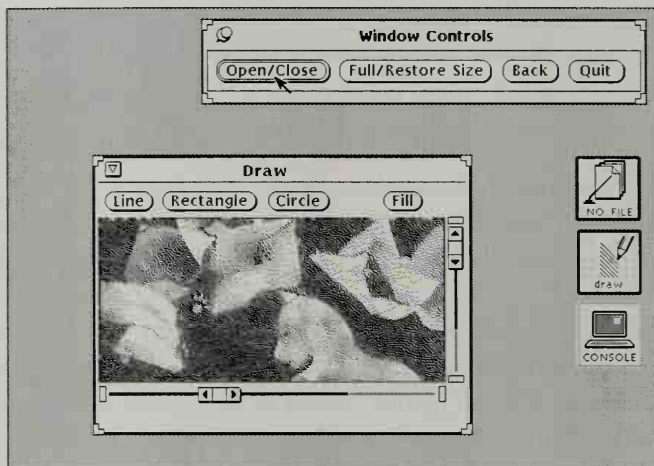 Window Controls
Open/Close Full/Restore Size Back Quit
Draw
Line Rectangle Circle Fill
NO FILE
draw
CONSOLE